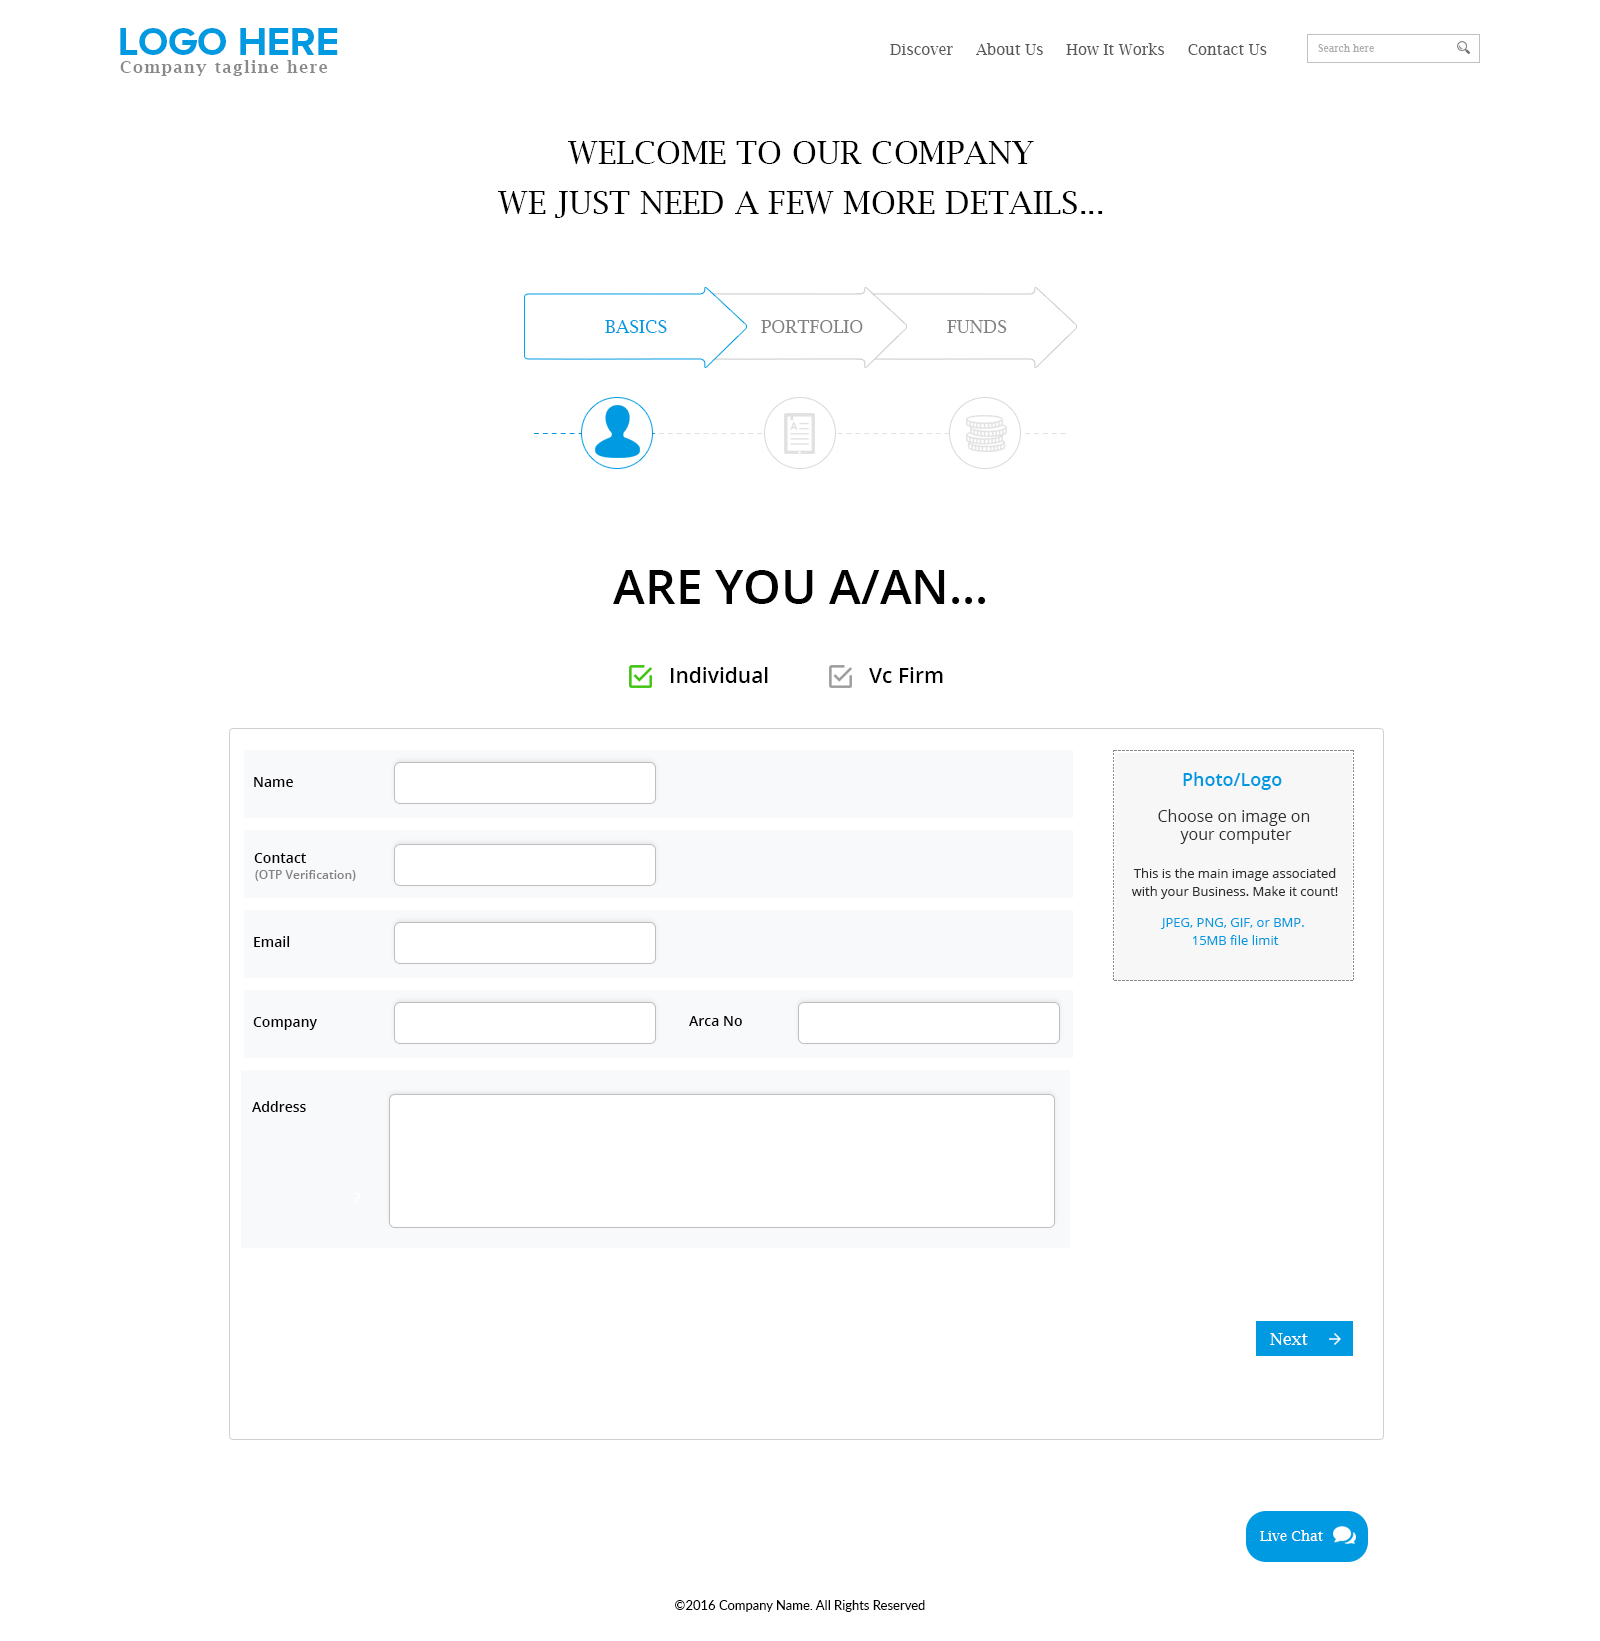 LOGO HERE
Company tagline here
Discover About Us How It Works Contact Us
Search here
WELCOME TO OUR COMPANY
WE JUST NEED A FEW MORE DETAILS...
BASICS PORTFOLIO FUNDS
A
ARE YOU A/AN...
Individual Vc Firm
Name
Contact
(OTP Verification)
Email
Company Arca No
Address
?
Photo/Logo
Choose on image on
your computer
This is the main image associated
with your Business. Make it count!
JPEG, PNG, GIF, or BMP.
15MB file limit
Next
Live Chat
©2016 Company Name. All Rights Reserved